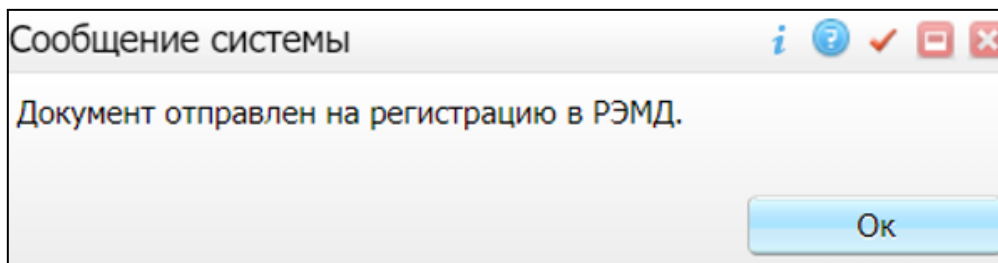 Сообщение системы
Документ отправлен на регистрацию в РЭМД.
Ок